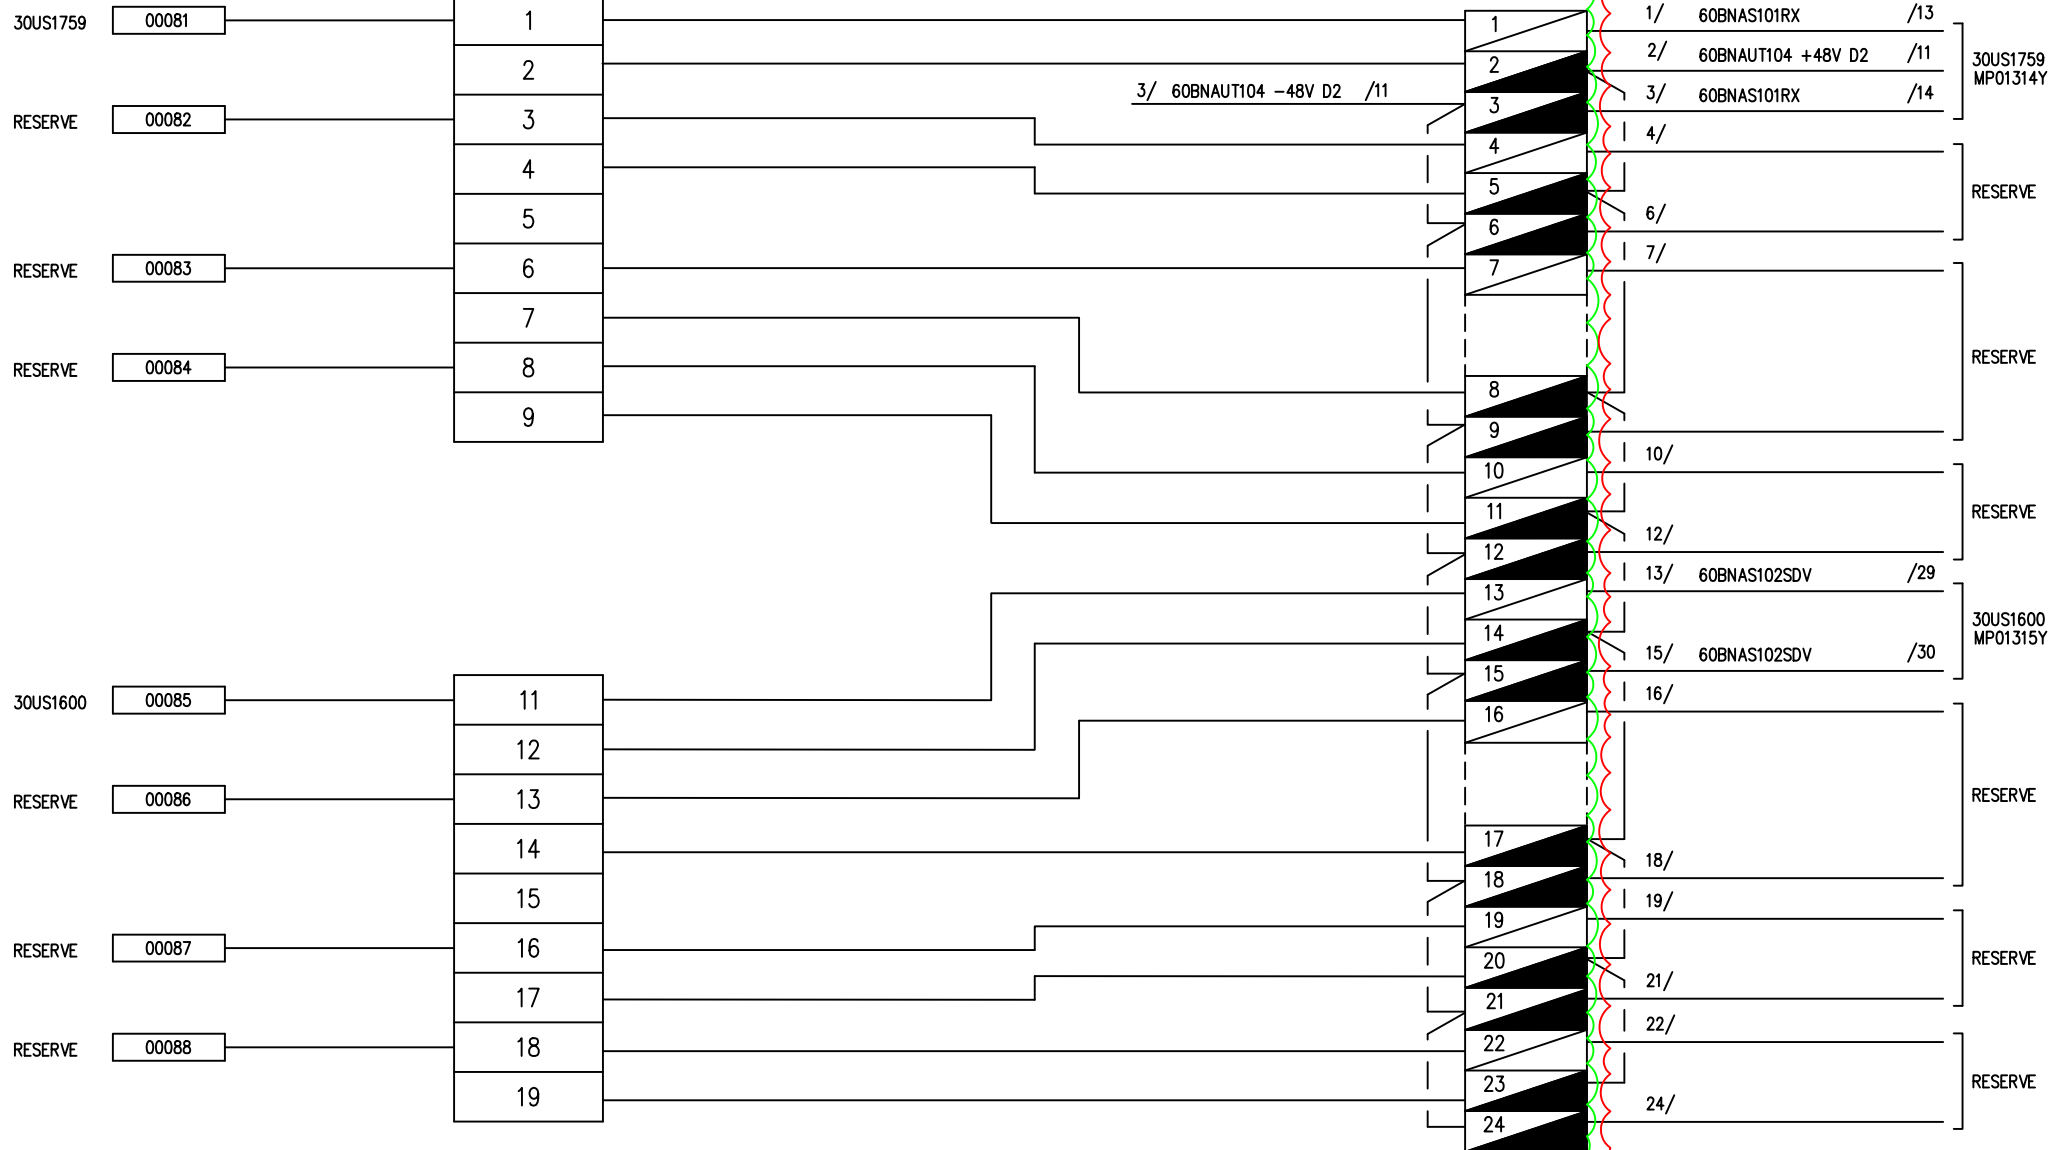 30US1759 00081
RESERVE 00082
RESERVE 00083
RESERVE 00084
1
2
3
4
5
6
7
8
9
30US1600 00085
RESERVE 00086
RESERVE 00087
RESERVE 00088
11
12
13
14
15
16
17
18
19
3/ 60BNAUT104 -48V D2 /11
1
2
3
4
5
6
7
8
9
10
11
12
13
14
15
16
17
18
19
20
21
22
23
24
1/ 60BNAS101RX /13
2/ 60BNAUT104 +48V D2 /11
3/ 60BNAS101RX /14
4/
6/
7/
10/
12/
13/ 60BNAS102SDV /29
15/ 60BNAS102SDV /30
16/
18/
19/
21/
22/
24/
30US1759
MP01314Y
RESERVE
RESERVE
RESERVE
30US1600
MP01315Y
RESERVE
RESERVE
RESERVE